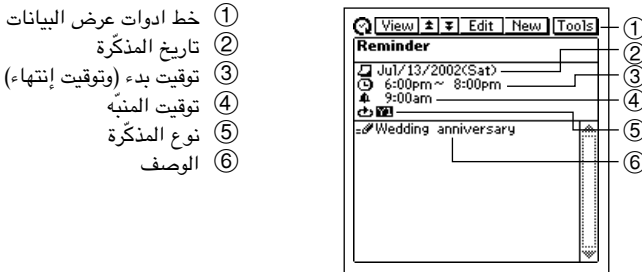 ① خط ادوات عرض البيانات
② تاريخ المذكّرة
③ توقيت بدء (وتوقيت إنتهاء)
④ توقيت المنبّه
⑤ نوع المذكّرة
⑥ الوصف
View Edit New Tools ①
Reminder
Jul/13/2002(Sat) ②
6:00pm~ 8:00pm ③
9:00am ④
Y1 ⑤
Wedding anniversary ⑥